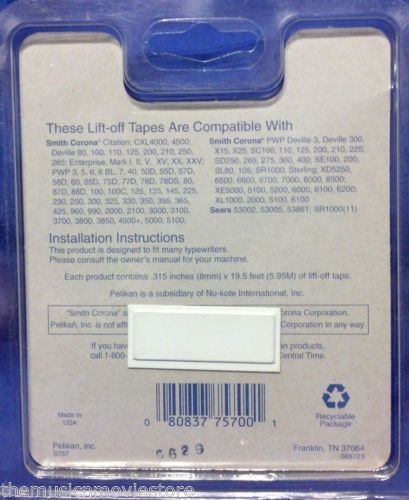 These Lift-off Tapes Are Compatible With
Smith Corona® Citation; CXL4000, 4500;
Deville 80, 100, 110, 125, 200, 210, 250,
265; Enterprise; Mark I, II, V, XV, XX, XXV;
PWP 3, 5, 6, 6 BL, 7, 40, 50D, 55D, 57D,
58D, 60, 65D, 75D, 77D, 78D, 78DS, 80,
87D, 88D, 100, 100C, 125, 135, 145, 225,
230, 250, 300, 325, 330, 350, 355, 365,
425, 960, 990, 2000, 2100, 3000, 3100,
3700, 3800, 3850, 4500+, 5000, 5100,
Smith Corona® PWP Deville 3, Deville 300,
X15, X25; SC100, 110, 125, 200, 210, 225,
SD250, 265, 275, 300, 400; SE100, 200;
SL80, 105; SR1000; Sterling; XD5250,
6500, 6600, 6700, 7000, 8000, 8500;
XE5000, 5100, 5200, 6000, 6100, 6200;
XL1000, 2000, 5100, 6100
Sears 53002, 53005, 53861; SR1000(11)
Installation Instructions
This product is designed to fit many typewriters.
Please consult the owner's manual for your machine.
Each product contains .315 inches (8mm) x 19.5 feet (5.95M) of lift-off tape.
Pelikan is a subsidiary of Nu-kote International, Inc.
"Smith Corona" a Corona Corporation.
Pelikan, Inc. is not aff Corporation in any way.
If you have products,
call 1-800- Central Time.
Made in
USA
0 80837 75700 1
Recyclable
Package
Pelikan, Inc.
S757
6829
Franklin, TN 37064
065723
themusicnmoviestore